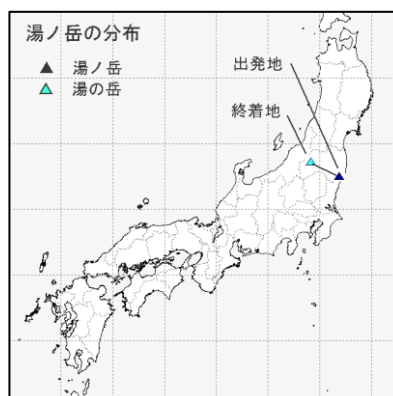 湯ノ岳の分布
湯ノ岳
湯の岳
出発地
終着地